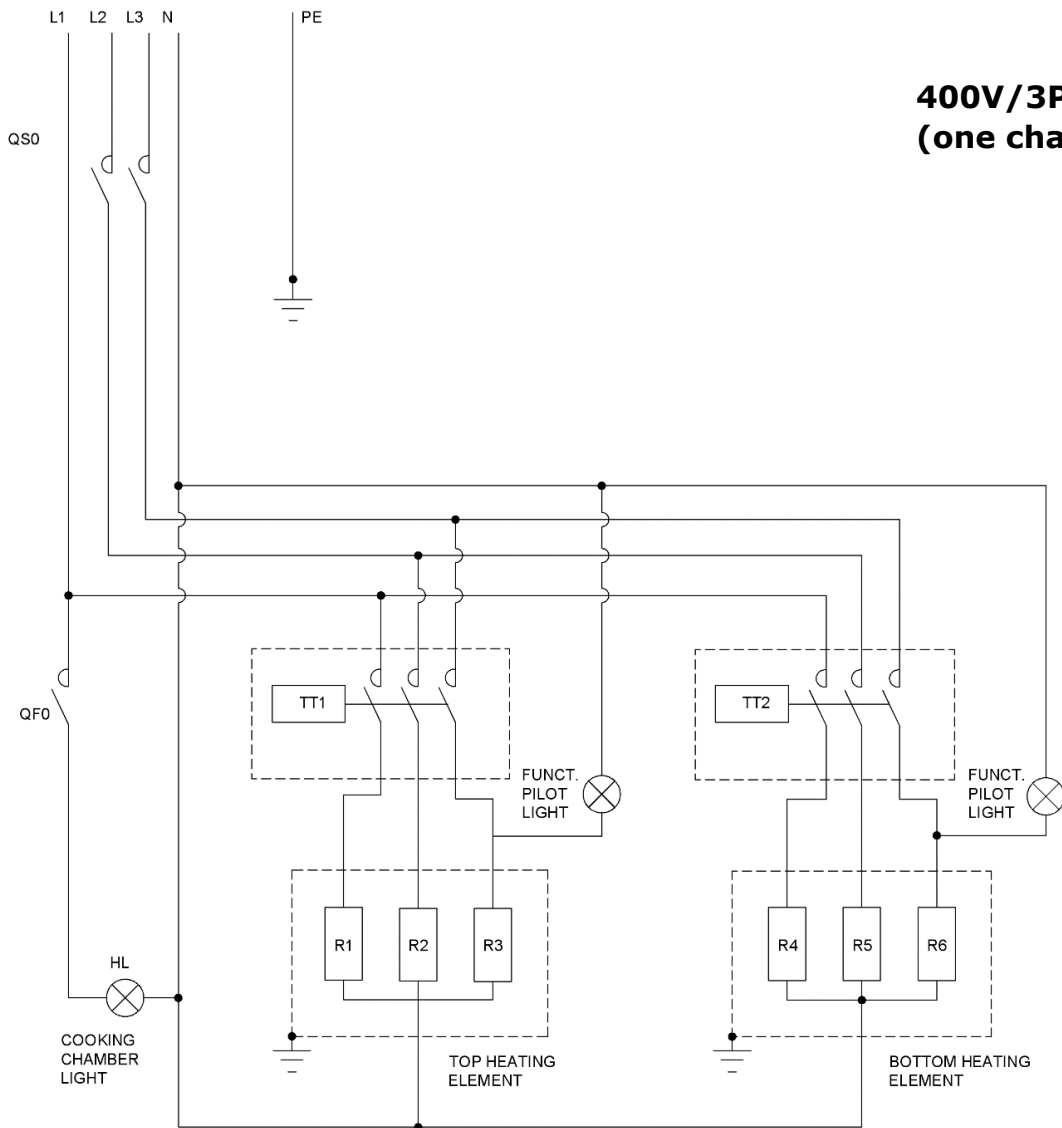 L1 L2 L3 N PE
400V/3P
(one cha
QS0
TT1
TT2
QF0
FUNCT.
PILOT
LIGHT
FUNCT.
PILOT
LIGHT
R1 R2 R3
R4 R5 R6
HL
COOKING
CHAMBER
LIGHT
TOP HEATING
ELEMENT
BOTTOM HEATING
ELEMENT